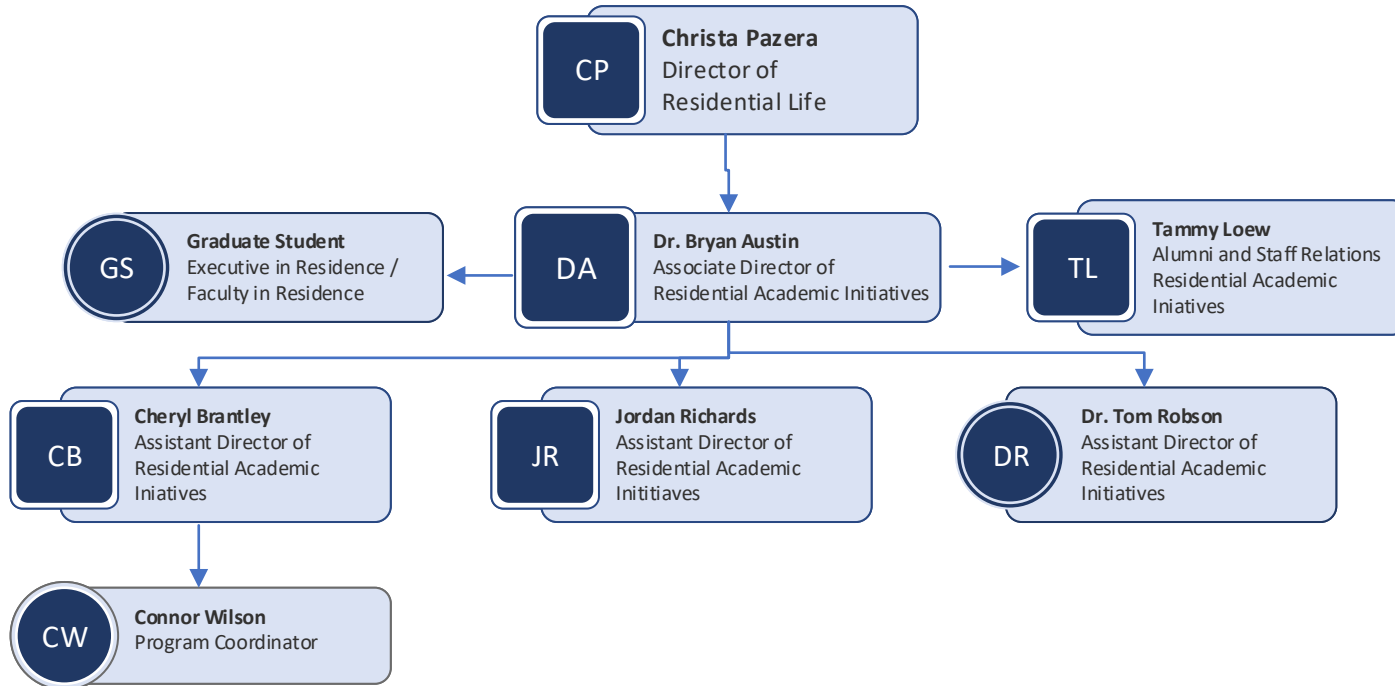 CP
Christa Pazera
Director of
Residential Life
GS
Graduate Student
Executive in Residence /
Faculty in Residence
DA
Dr. Bryan Austin
Associate Director of
Residential Academic Initiatives
TL
Tammy Loew
Alumni and Staff Relations
Residential Academic
Iniatives
CB
Cheryl Brantley
Assistant Director of
Residential Academic
Iniatives
JR
Jordan Richards
Assistant Director of
Residential Academic
Inititiaves
DR
Dr. Tom Robson
Assistant Director of
Residential Academic
Initiatives
CW
Connor Wilson
Program Coordinator